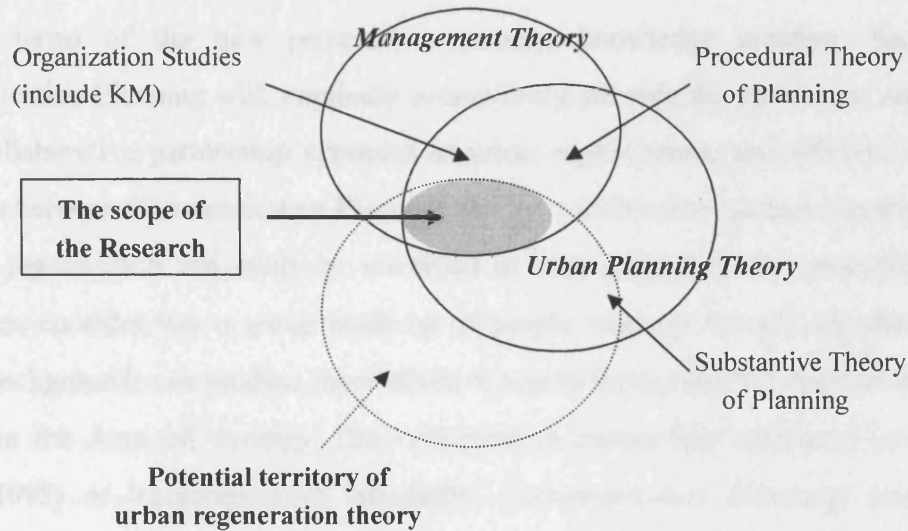 Management Theory
Organization Studies
(include KM)
Procedural Theory
of Planning
The scope of
the Research
Urban Planning Theory
Substantive Theory
of Planning
Potential territory of
urban regeneration theory